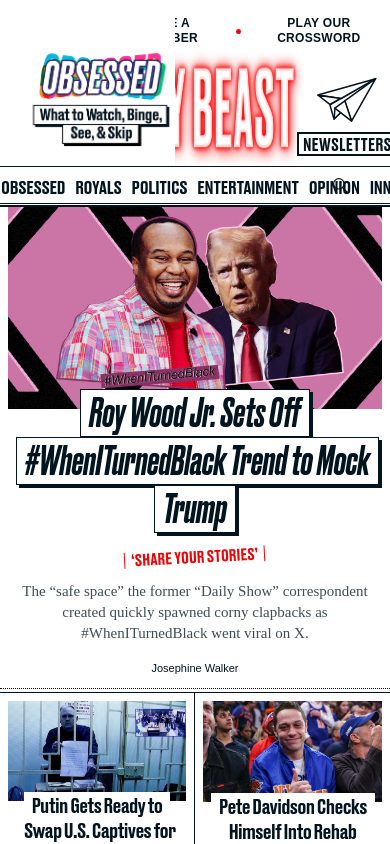 E A
BER
PLAY OUR
CROSSWORD
OBSESSED
What to Watch, Binge,
See, & Skip
Y BEAST
NEWSLETTERS
OBSESSED ROYALS POLITICS ENTERTAINMENT OPINION INN
#WhenITurnedBlack
Roy Wood Jr. Sets Off
#WhenITurnedBlack Trend to Mock
Trump
‘SHARE YOUR STORIES’
The “safe space” the former “Daily Show” correspondent
created quickly spawned corny clapbacks as
#WhenITurnedBlack went viral on X.
Josephine Walker
Putin Gets Ready to
Swap U.S. Captives for
Pete Davidson Checks
Himself Into Rehab